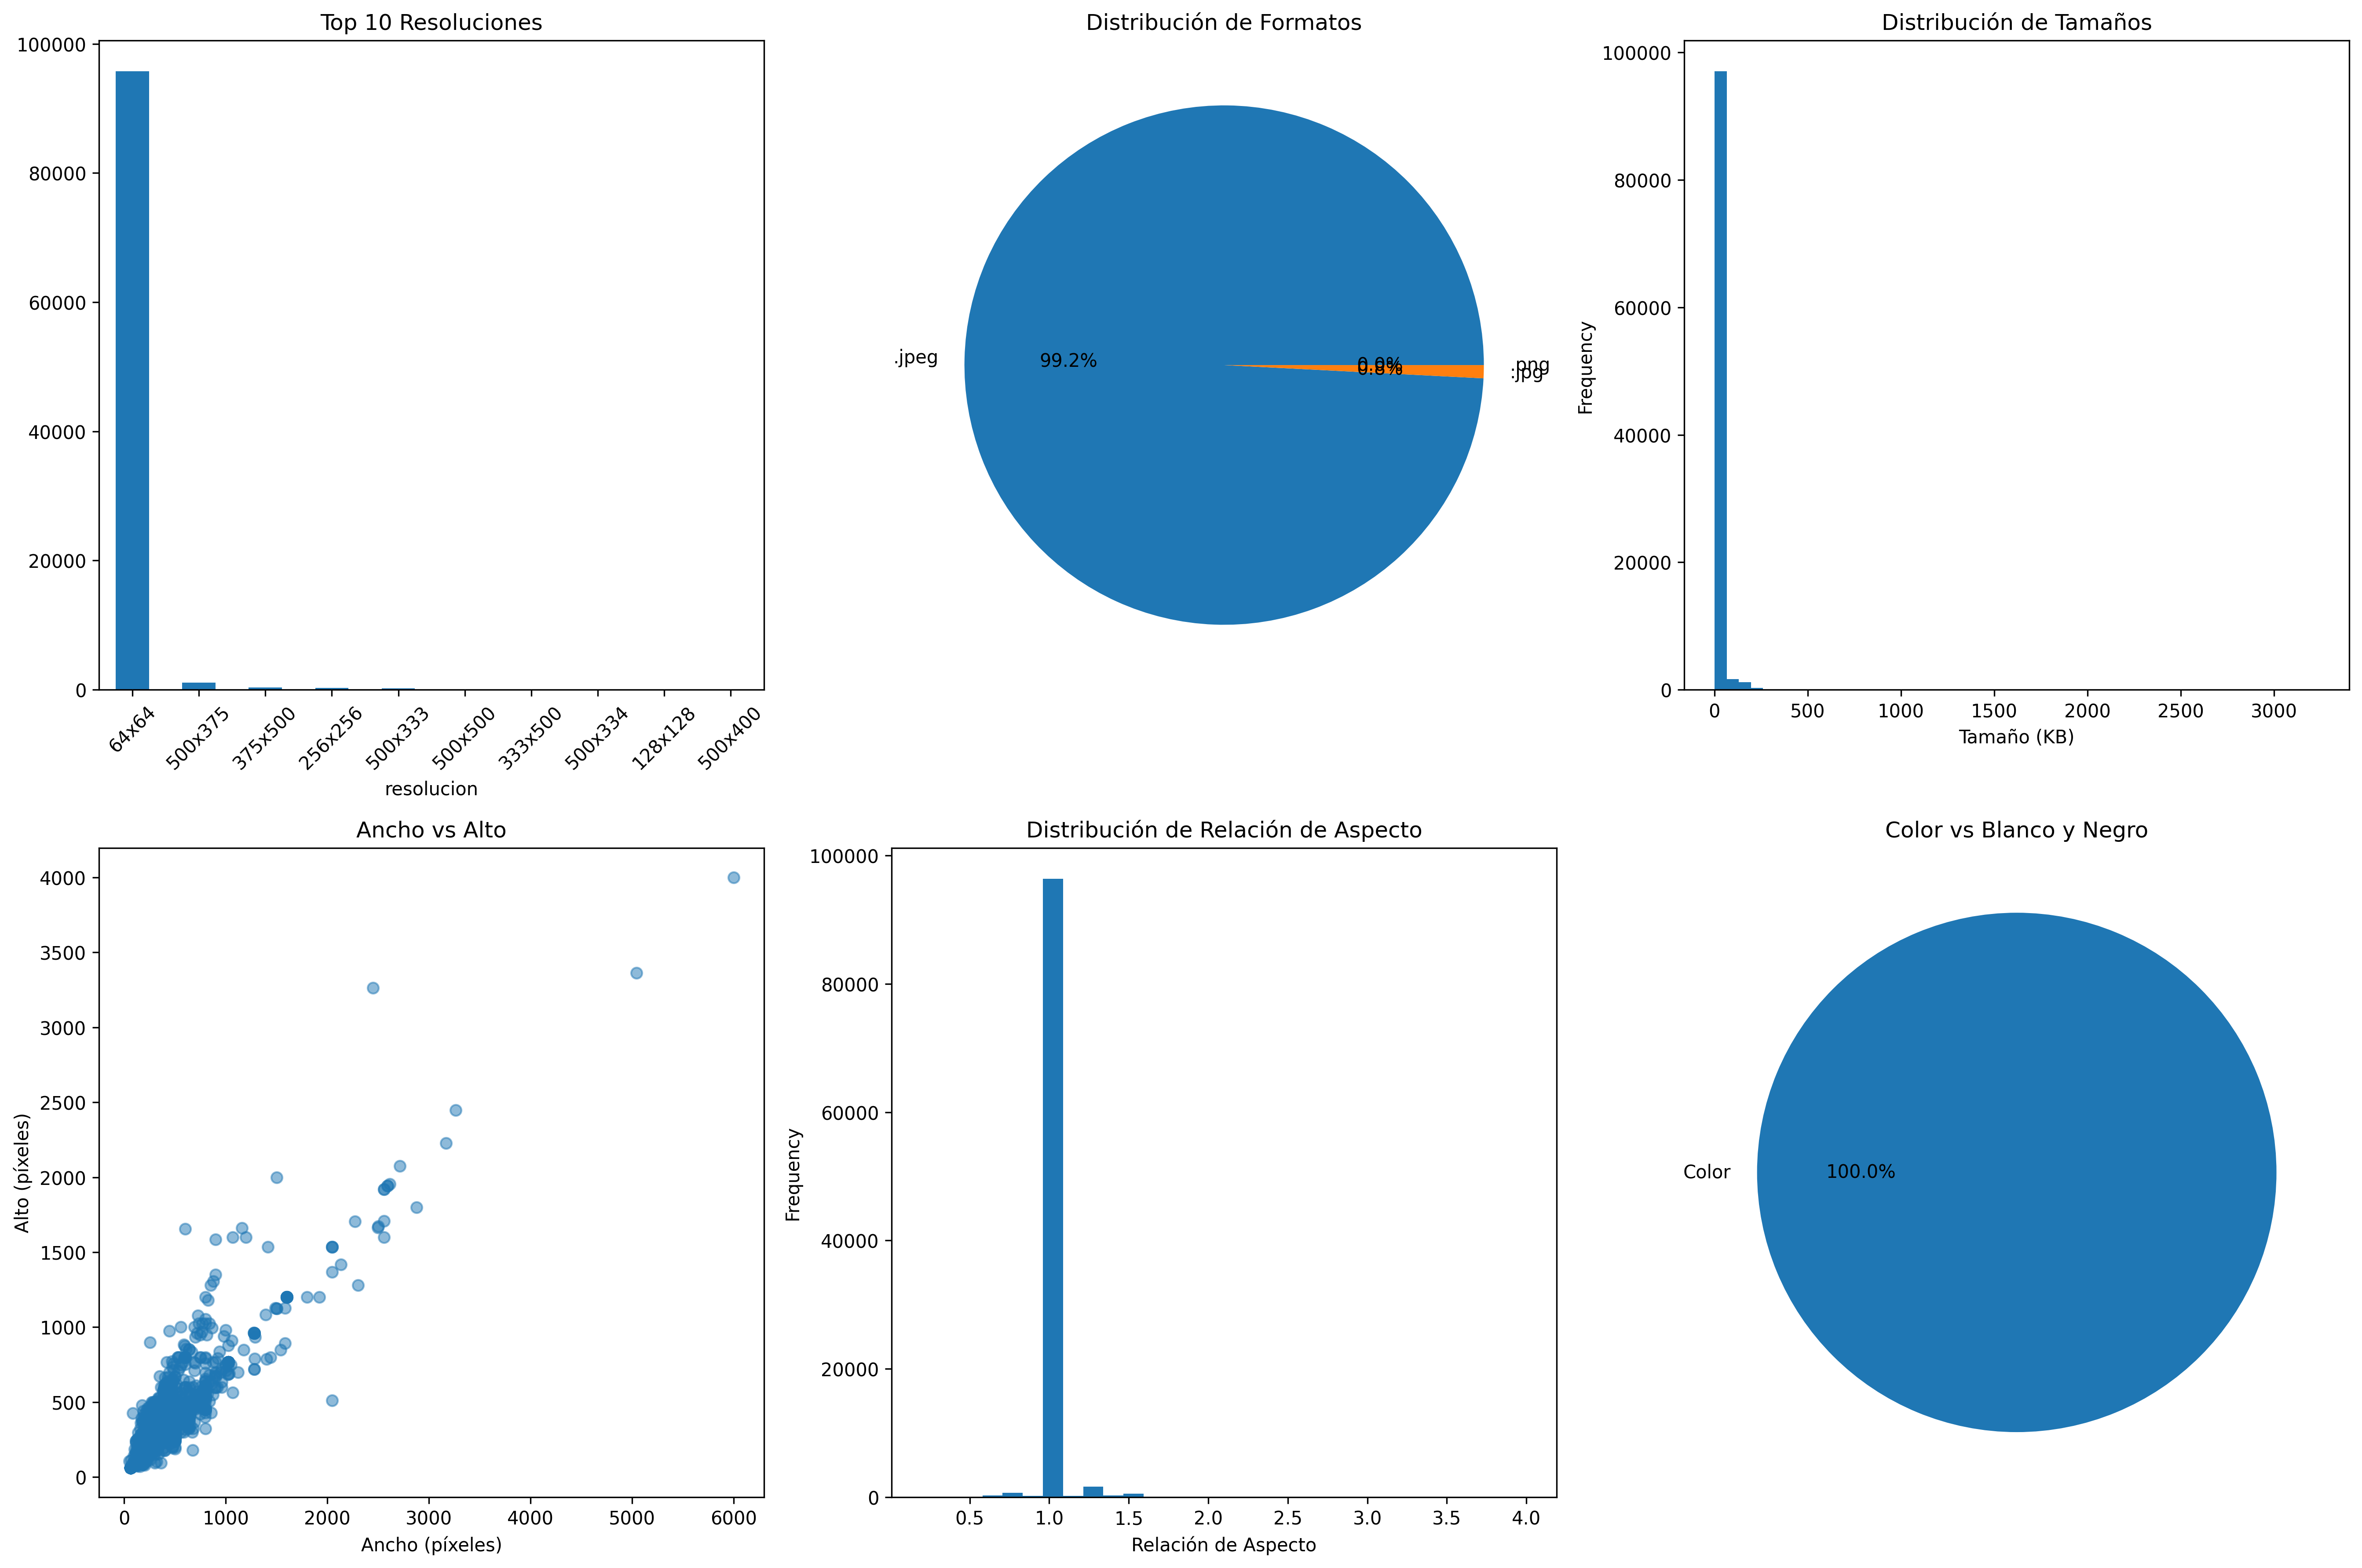 Top 10 Resoluciones
100000
80000
60000
40000
20000
0
64x64
500x375
375x500
256x256
500x333
500x500
333x500
500x334
128x128
500x400
resolucion
Distribución de Formatos
.jpeg
99.2%
0.0%
0.8%
.png
.jpg
Distribución de Tamaños
Frequency
100000
80000
60000
40000
20000
0
0
500
1000
1500
2000
2500
3000
Tamaño (KB)
Ancho vs Alto
Alto (píxeles)
4000
3500
3000
2500
2000
1500
1000
500
0
0
1000
2000
3000
4000
5000
6000
Ancho (píxeles)
Distribución de Relación de Aspecto
Frequency
100000
80000
60000
40000
20000
0
0.5
1.0
1.5
2.0
2.5
3.0
3.5
4.0
Relación de Aspecto
Color vs Blanco y Negro
Color
100.0%